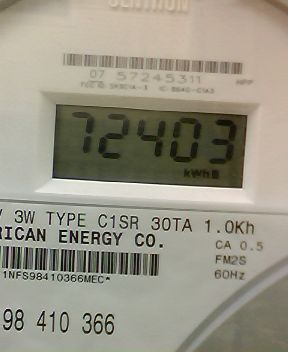 CENTRON
07 57245311
72403
kWh
V 3W TYPE C1SR 30TA 1.0Kh
RICAN ENERGY CO.
CA 0.5
FM2S
60Hz
1NFS98410366MEC*
98 410 366